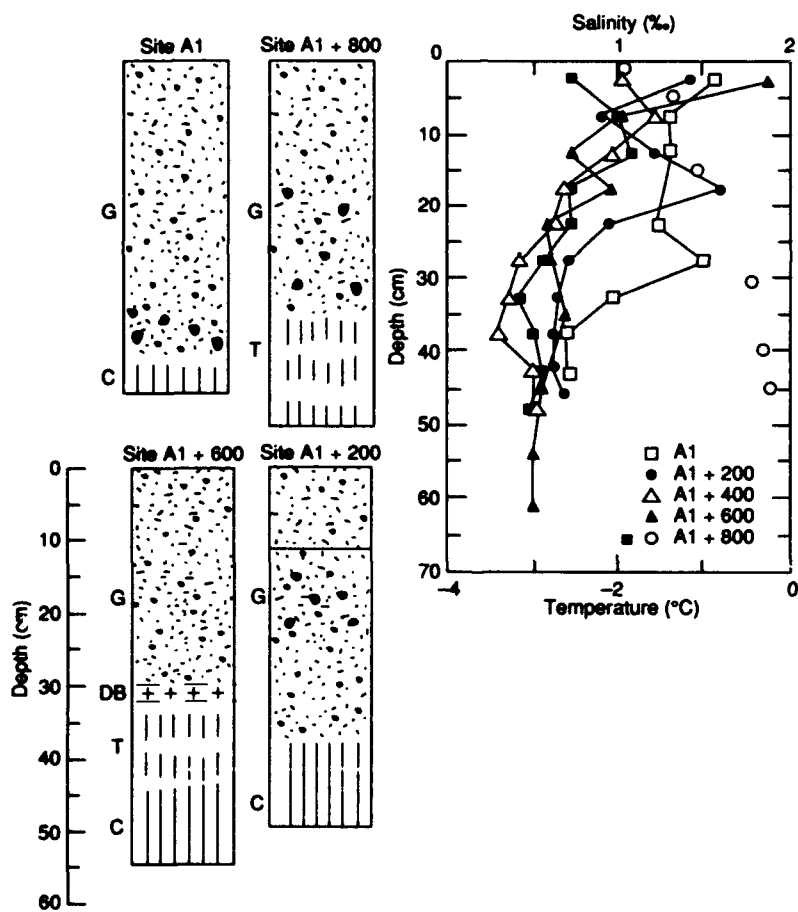 Site A1
Site A1 + 800
G
C
G
T
Site A1 + 600
Site A1 + 200
0
10
20
30
40
50
60
Depth (cm)
G
DB
T
C
G
C
Salinity (‰)
0
1
2
0
10
20
30
40
50
60
70
Depth (cm)
A1
A1 + 200
A1 + 400
A1 + 600
A1 + 800
-4
-2
0
Temperature (°C)